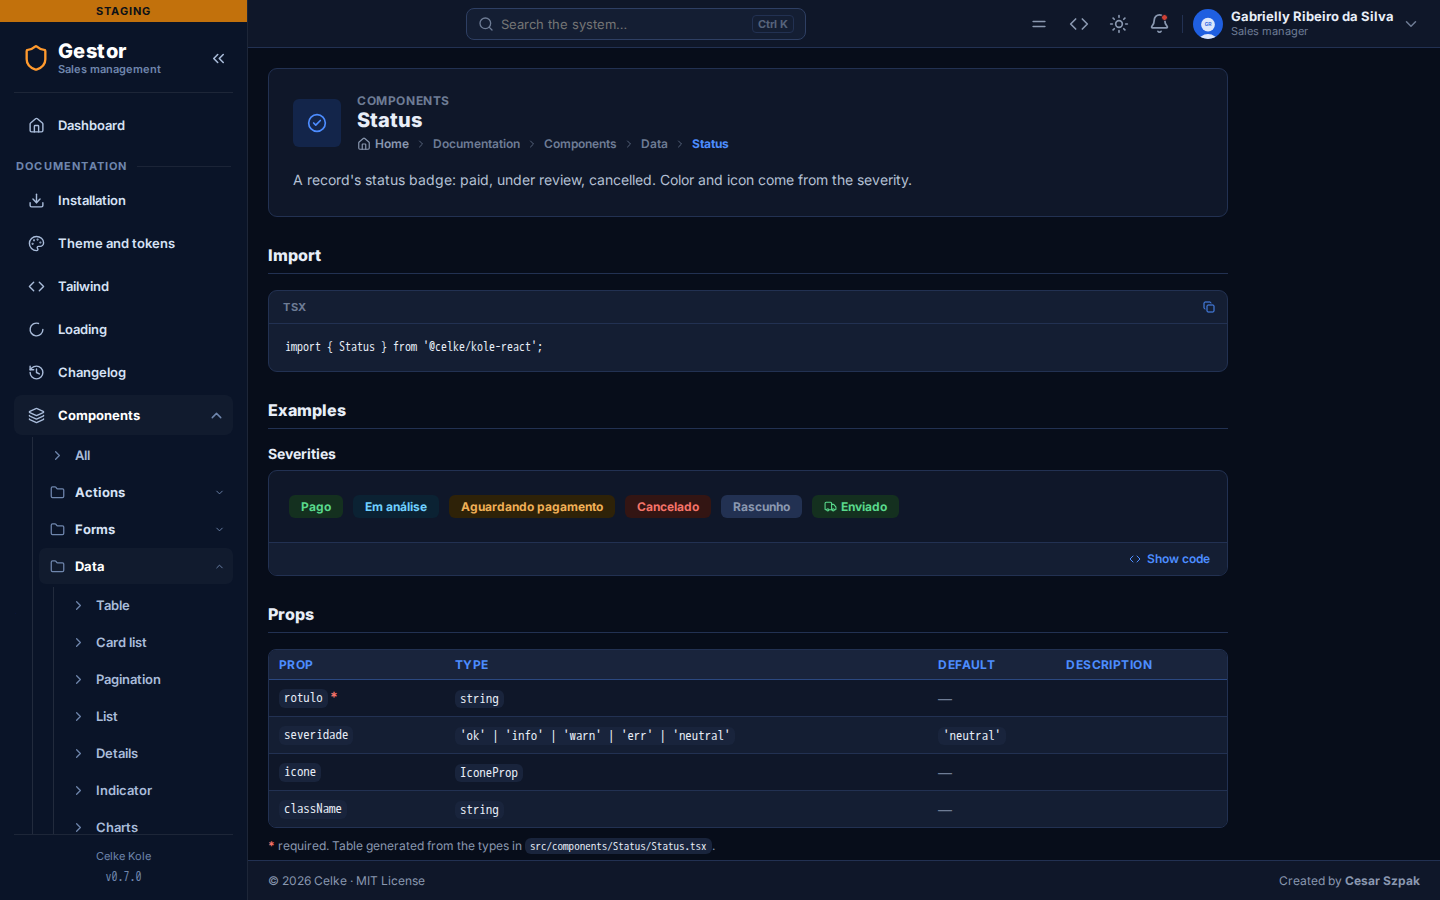 STAGING
Gestor
Sales management
Dashboard
DOCUMENTATION
Installation
Theme and tokens
Tailwind
Loading
Changelog
Components
All
Actions
Forms
Data
Table
Card list
Pagination
List
Details
Indicator
Charts
Celke Kole
v0.7.0
Search the system...
Ctrl K
GR
Gabrielly Ribeiro da Silva
Sales manager
COMPONENTS
Status
Home > Documentation > Components > Data > Status
A record's status badge: paid, under review, cancelled. Color and icon come from the severity.
Import
TSX
import { Status } from '@celke/kole-react';
Examples
Severities
Pago Em análise Aguardando pagamento Cancelado Rascunho Enviado
Show code
Props
PROP TYPE DEFAULT DESCRIPTION
rotulo * string —
severidade 'ok' | 'info' | 'warn' | 'err' | 'neutral' 'neutral'
icone IconeProp —
className string —
* required. Table generated from the types in src/components/Status/Status.tsx.
© 2026 Celke · MIT License
Created by Cesar Szpak